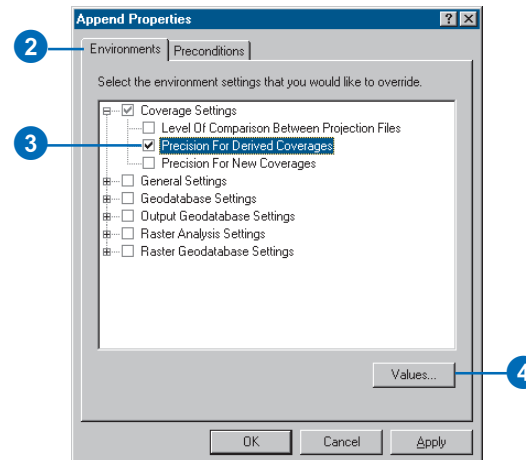 Append Properties
2
Environments
Preconditions
Select the environment settings that you would like to override.
Coverage Settings
Level Of Comparison Between Projection Files
3
Precision For Derived Coverages
Precision For New Coverages
General Settings
Geodatabase Settings
Output Geodatabase Settings
Raster Analysis Settings
Raster Geodatabase Settings
Values...
4
OK
Cancel
Apply